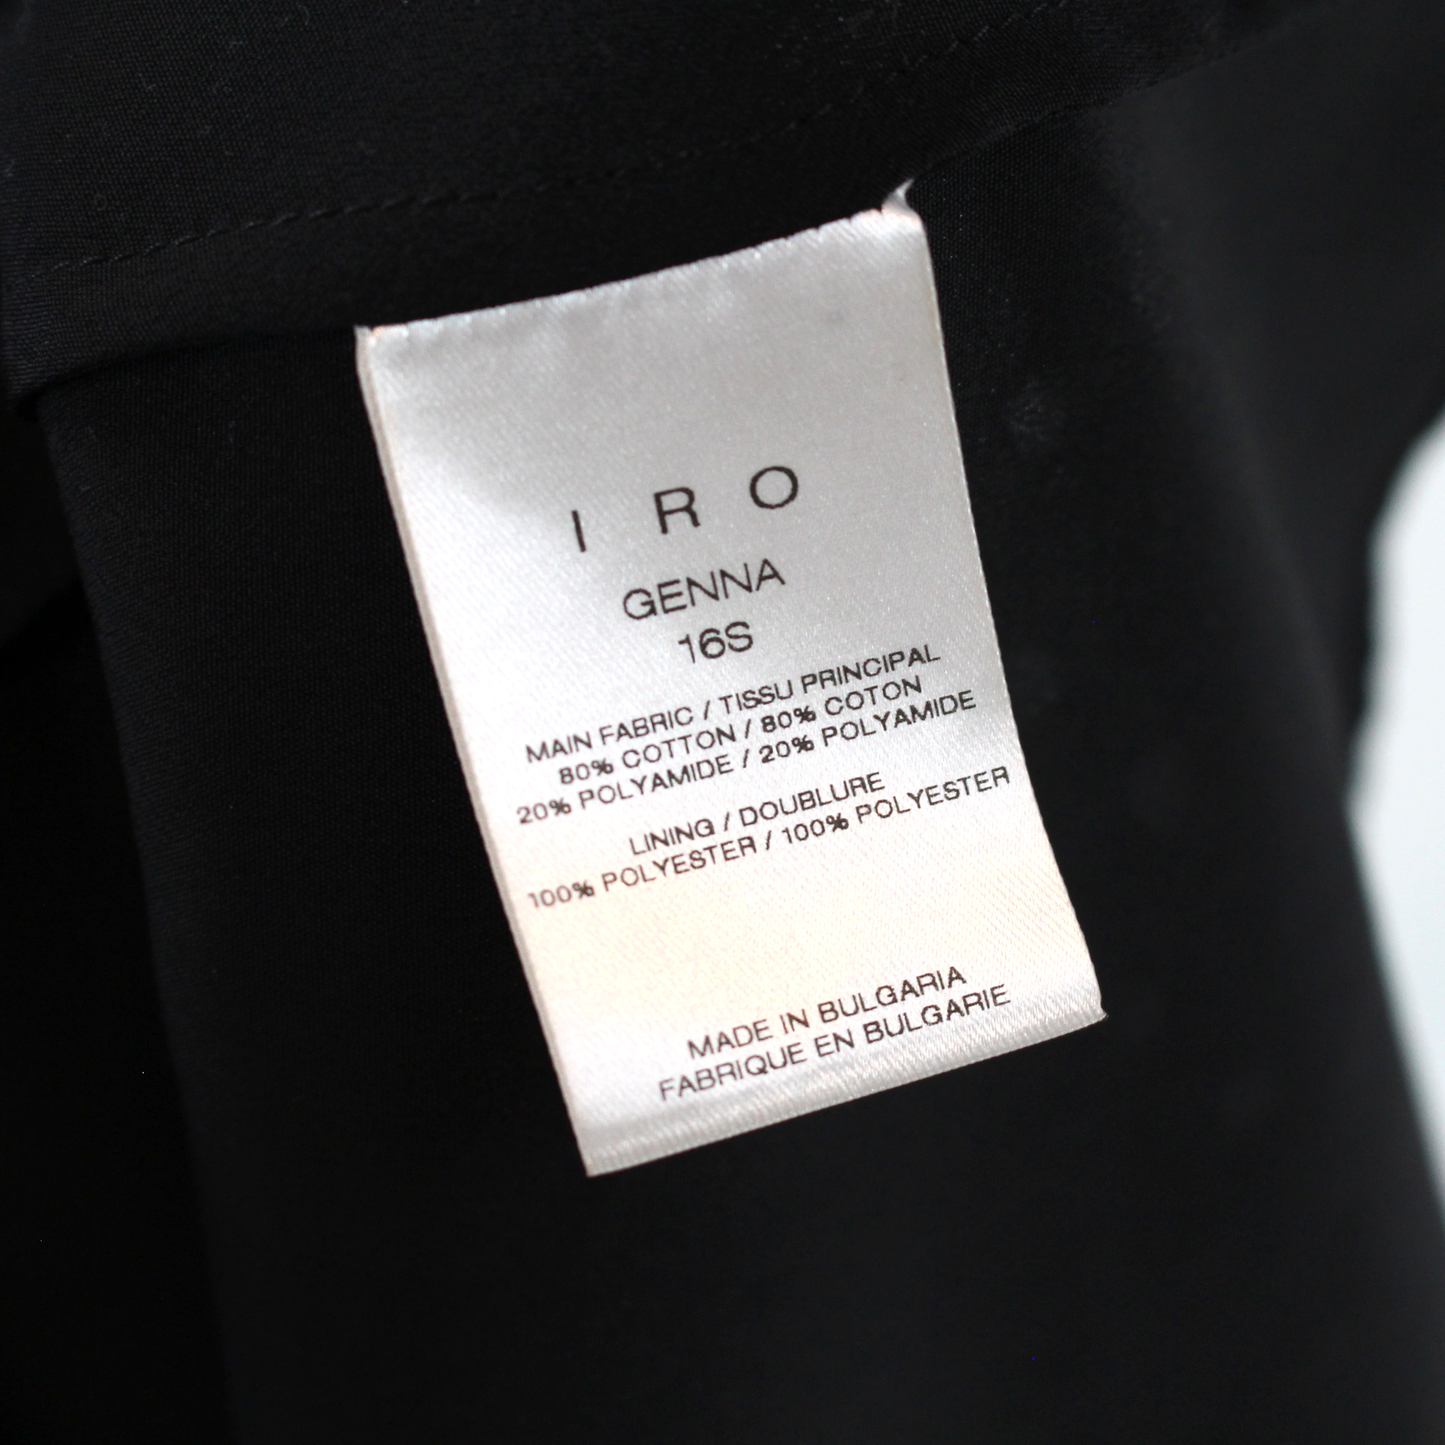 I R O
GENNA
16S
MAIN FABRIC / TISSU PRINCIPAL
80% COTTON / 80% COTON
20% POLYAMIDE / 20% POLYAMIDE
LINING / DOUBLURE
100% POLYESTER / 100% POLYESTER
MADE IN BULGARIA
FABRIQUE EN BULGARIE